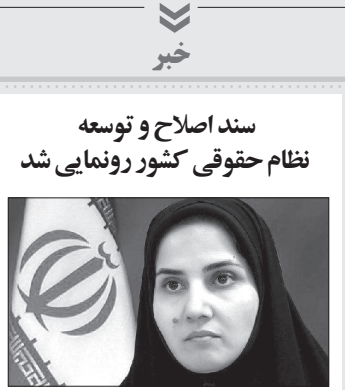 خبر
سند اصلاح و توسعه
نظام حقوقی کشور رونمایی شد